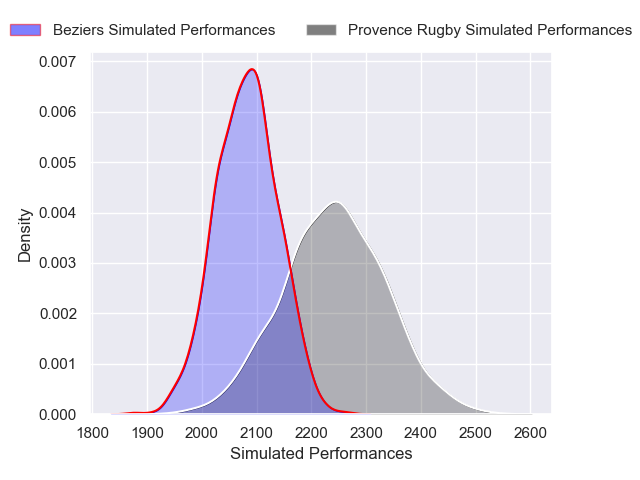 Beziers Simulated Performances
Provence Rugby Simulated Performances
0.007
0.006
0.005
0.004
0.003
0.002
0.001
0.000
Density
1800 1900 2000 2100 2200 2300 2400 2500 2600
Simulated Performances